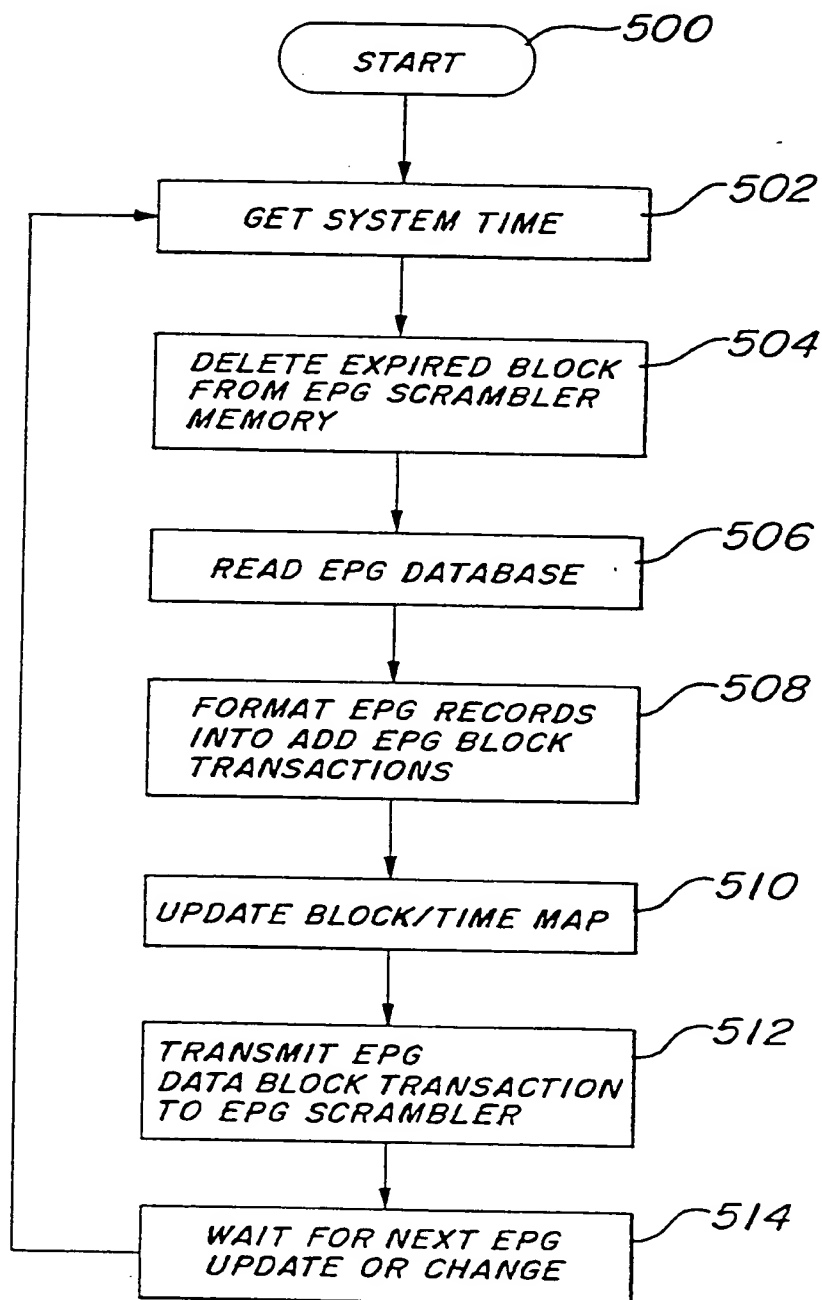 START
500
GET SYSTEM TIME
502
DELETE EXPIRED BLOCK
FROM EPG SCRAMBLER
MEMORY
504
READ EPG DATABASE
506
FORMAT EPG RECORDS
INTO ADD EPG BLOCK
TRANSACTIONS
508
UPDATE BLOCK/TIME MAP
510
TRANSMIT EPG
DATA BLOCK TRANSACTION
TO EPG SCRAMBLER
512
WAIT FOR NEXT EPG
UPDATE OR CHANGE
514